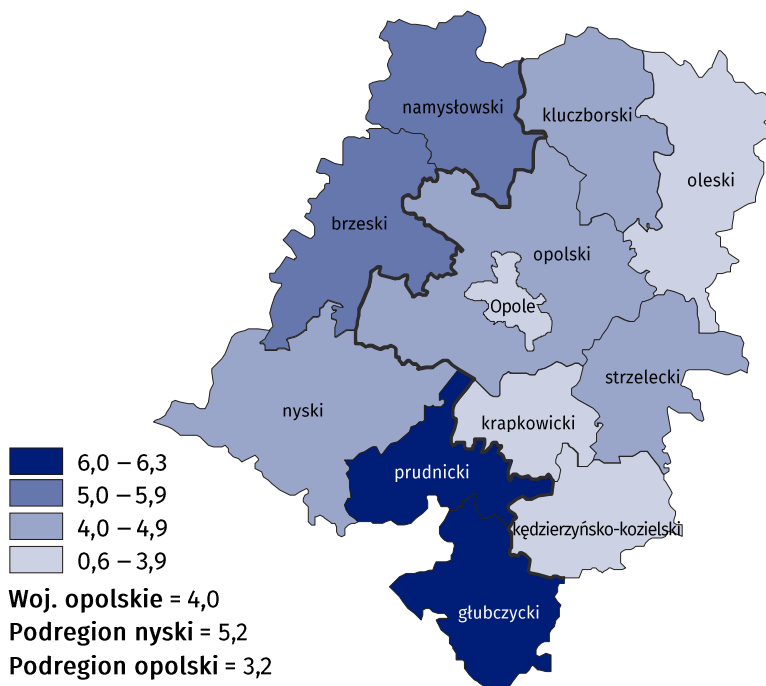 namysłowski
kluczborski
oleski
brzeski
opolski
Opole
strzelecki
nyski
krapkowicki
prudnicki
kędzierzyńsko-kozielski
głubczycki
6,0 – 6,3
5,0 – 5,9
4,0 – 4,9
0,6 – 3,9
Woj. opolskie = 4,0
Podregion nyski = 5,2
Podregion opolski = 3,2